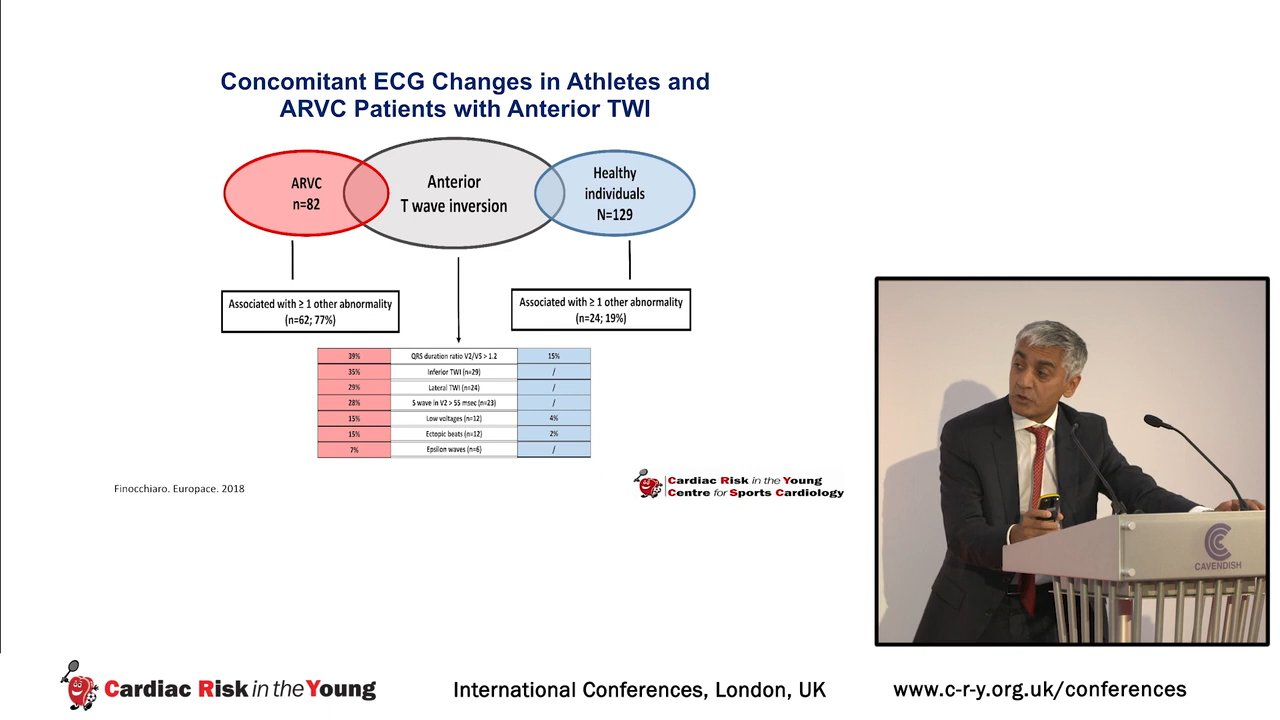 Concomitant ECG Changes in Athletes and
ARVC Patients with Anterior TWI
ARVC
n=82
Anterior
T wave inversion
Healthy
individuals
N=129
Associated with ≥ 1 other abnormality
(n=62; 77%)
Associated with ≥ 1 other abnormality
(n=24; 19%)
39% QRS duration ratio V2/V5 > 1.2 15%
35% Inferior TWI (n=29) /
29% Lateral TWI (n=24) /
28% S wave in V2 > 55 msec (n=23) /
15% Low voltages (n=12) 4%
15% Ectopic beats (n=12) 2%
7% Epsilon waves (n=6) /
Finocchiaro. Europace. 2018
Cardiac Risk in the Young
Centre for Sports Cardiology
CAVENDISH
Cardiac Risk in the Young
International Conferences, London, UK
www.c-r-y.org.uk/conferences